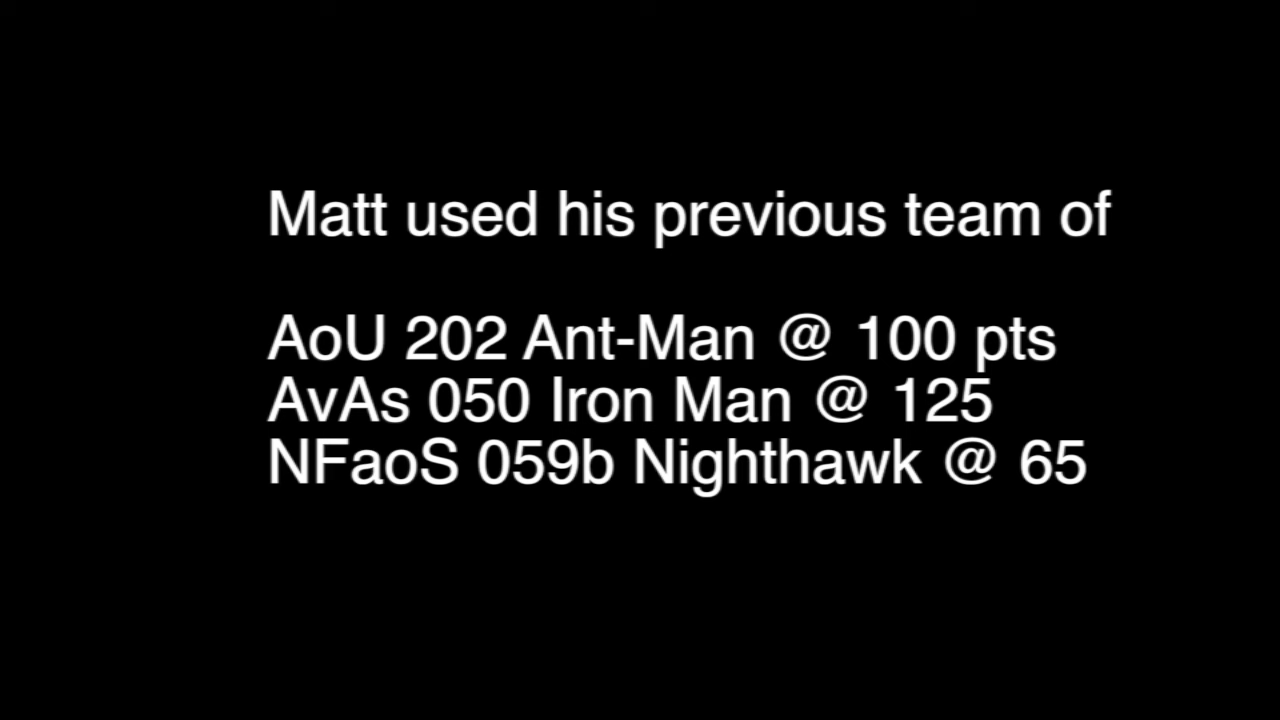 Matt used his previous team of
AoU 202 Ant-Man @ 100 pts
AvAs 050 Iron Man @ 125
NFaoS 059b Nighthawk @ 65